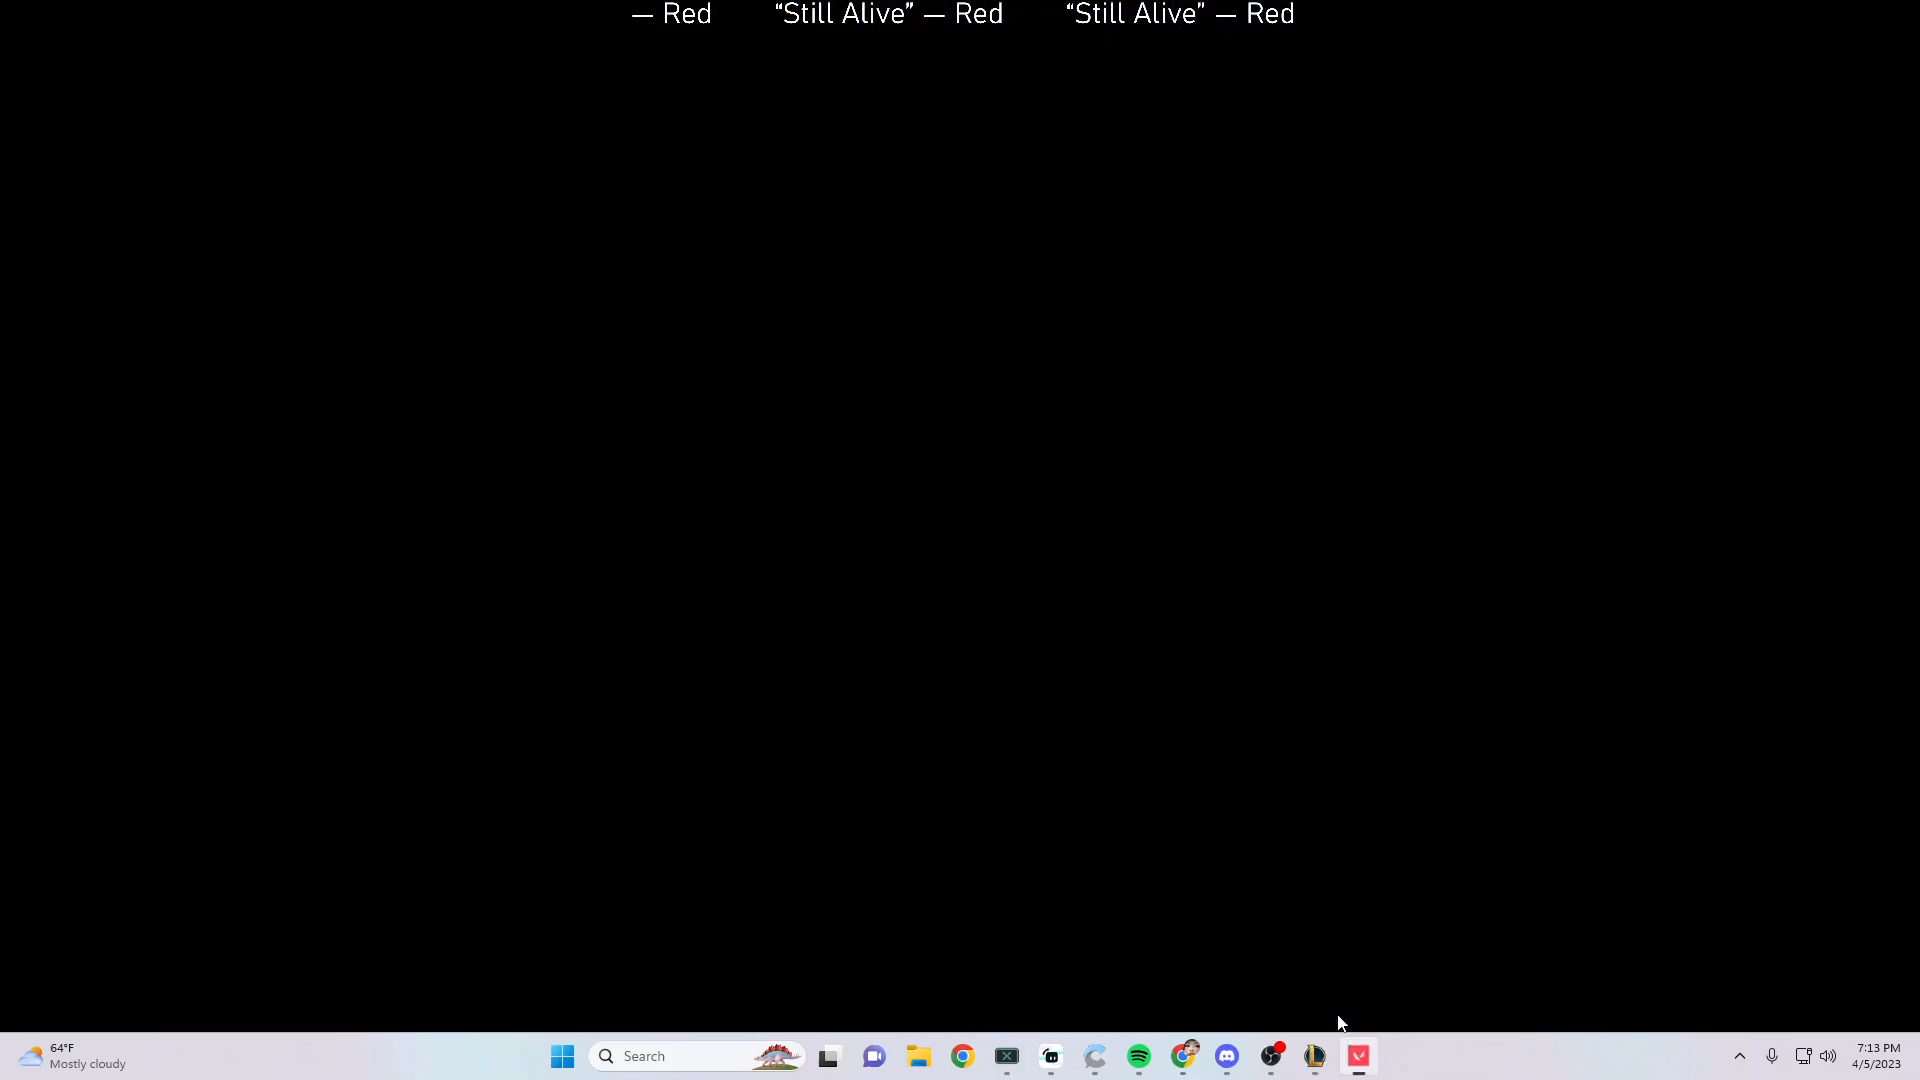 — Red “Still Alive” — Red “Still Alive” — Red
64°F
Mostly cloudy
Search
7:13 PM
4/5/2023